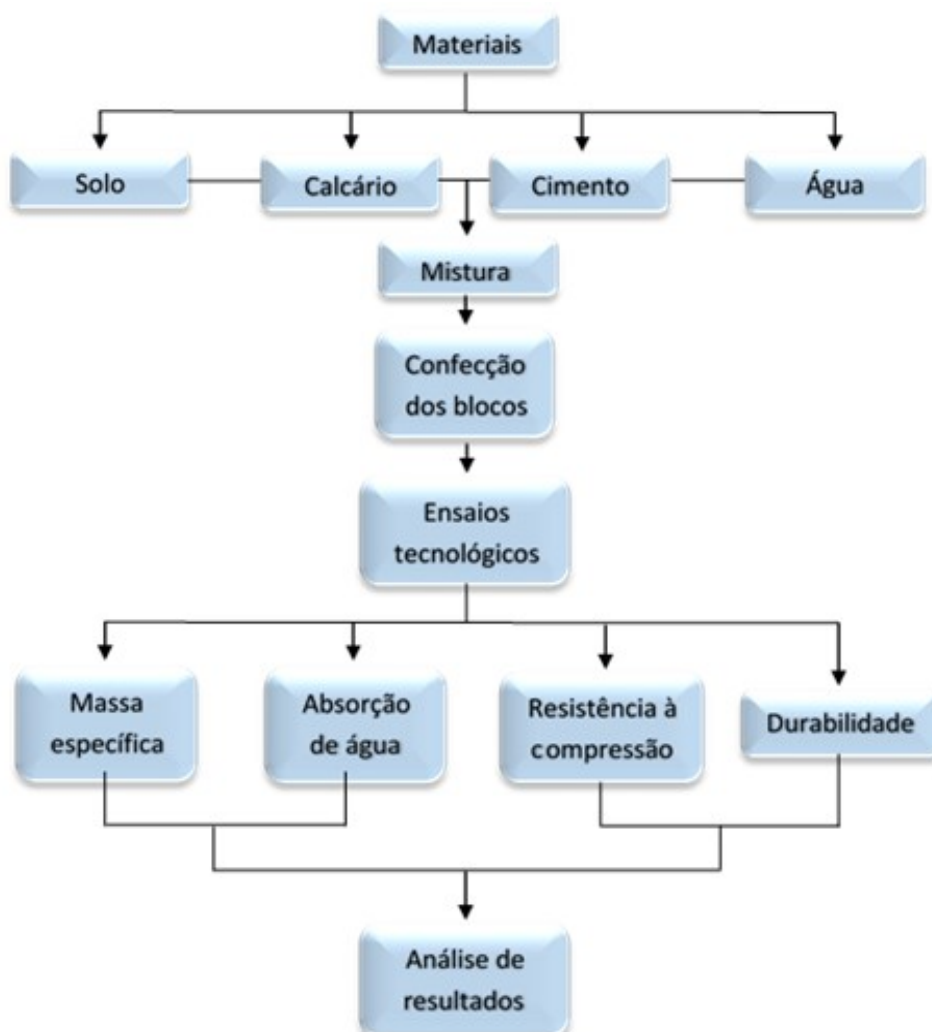 Materiais
Solo
Calcário
Cimento
Água
Mistura
Confecção
dos blocos
Ensaios
tecnológicos
Massa
específica
Absorção
de água
Resistência à
compressão
Durabilidade
Análise de
resultados